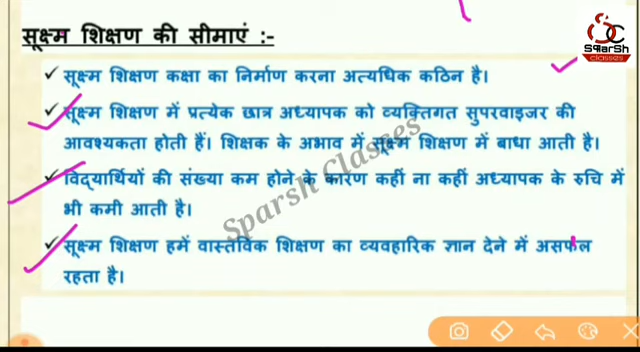 सूक्ष्म शिक्षण की सीमाएं :-
SparSh
classes
✓ सूक्ष्म शिक्षण कक्षा का निर्माण करना अत्यधिक कठिन है।
✓ सूक्ष्म शिक्षण में प्रत्येक छात्र अध्यापक को व्यक्तिगत सुपरवाइजर की
आवश्यकता होती हैं। शिक्षक के अभाव में सूक्ष्म शिक्षण में बाधा आती है।
✓ विद्यार्थियों की संख्या कम होने के कारण कहीं ना कहीं अध्यापक के रुचि में
भी कमी आती है।
✓ सूक्ष्म शिक्षण हमें वास्तविक शिक्षण का व्यवहारिक ज्ञान देने में असफल
रहता है।
Sparsh Classes